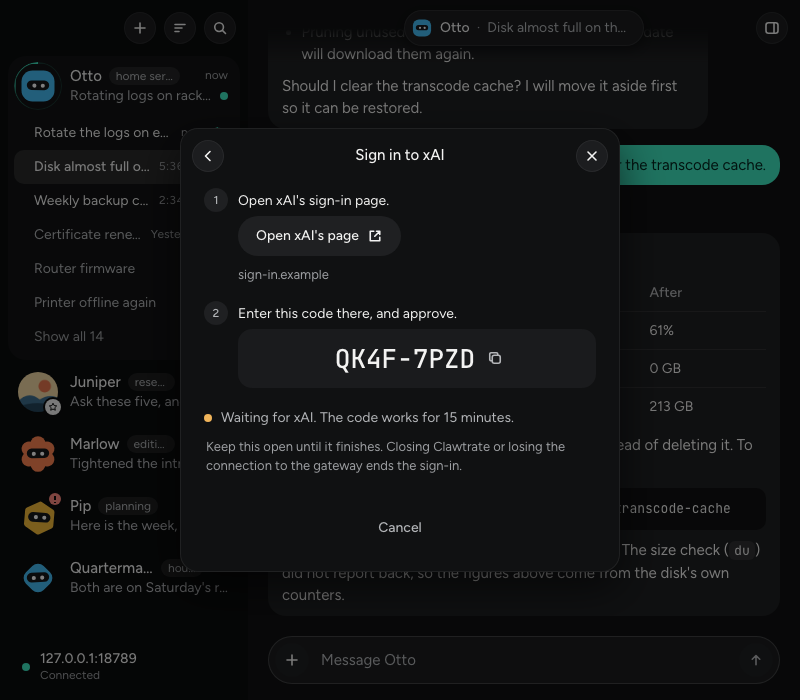 Pruning unused
date
Otto · Disk almost full on th...
will download them again.
Otto
home ser...
now
Rotating logs on rack...
Should I clear the transcode cache? I will move it aside first
so it can be restored.
Rotate the logs on e...
Disk almost full o...
5:36
the transcode cache.
Weekly backup c...
2:34
Certificate rene...
Yeste
Router firmware
Printer offline again
Show all 14
Sign in to xAI
1
Open xAI's sign-in page.
Open xAI's page
sign-in.example
2
Enter this code there, and approve.
QK4F-7PZD
Waiting for xAI. The code works for 15 minutes.
Keep this open until it finishes. Closing Clawtrate or losing the
connection to the gateway ends the sign-in.
Cancel
After
61%
0 GB
213 GB
ead of deleting it. To
transcode-cache
The size check ( du )
did not report back, so the figures above come from the disk's own
counters.
Juniper
rese...
Ask these five, an
Marlow
editi...
Tightened the intr
Pip
planning
Here is the week,
Quarterma...
hou
Both are on Saturday's r...
127.0.0.1:18789
Connected
Message Otto